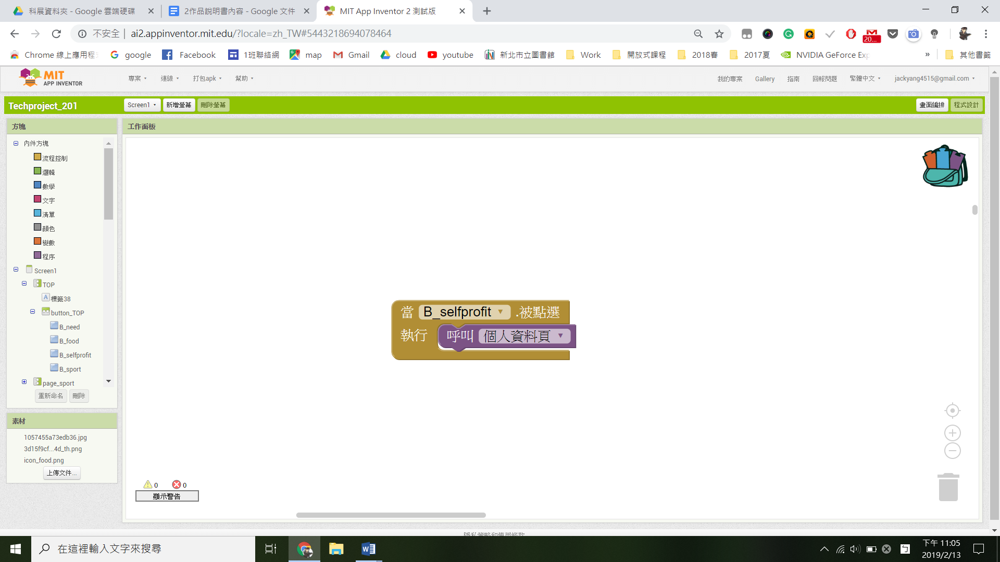 科展資料夾 - Google 雲端硬碟
2作品說明書內容 - Google 文件
MIT App Inventor 2 測試版
不安全 | ai2.appinventor.mit.edu/?locale=zh_TW#5443218694078464
20...
Chrome 線上應用程
google
Facebook
1班聯絡網
map
Gmail
cloud
youtube
新北市立圖書館
Work
開放式課程
2018春
2017夏
NVIDIA GeForce Exp
»
其他書籤
MIT
APP INVENTOR
專案
連線
打包apk
幫助
我的專案
Gallery
指南
回報問題
繁體中文
jackyang4515@gmail.com
Techproject_201
Screen1
新增螢幕
刪除螢幕
畫面編排
程式設計
方塊
工作面板
內件方塊
流程控制
邏輯
數學
文字
清單
顏色
變數
程序
Screen1
TOP
標籤38
button_TOP
B_need
B_food
B_selfprofit
B_sport
page_sport
重新命名
刪除
素材
1057455a73edb36.jpg
3d15f9cf...4d_th.png
icon_food.png
上傳文件...
當 B_selfprofit .被點選
執行 呼叫 個人資料頁
0 0
顯示警告
隱私策略和使用條款
在這裡輸入文字來搜尋
下午 11:05
2019/2/13